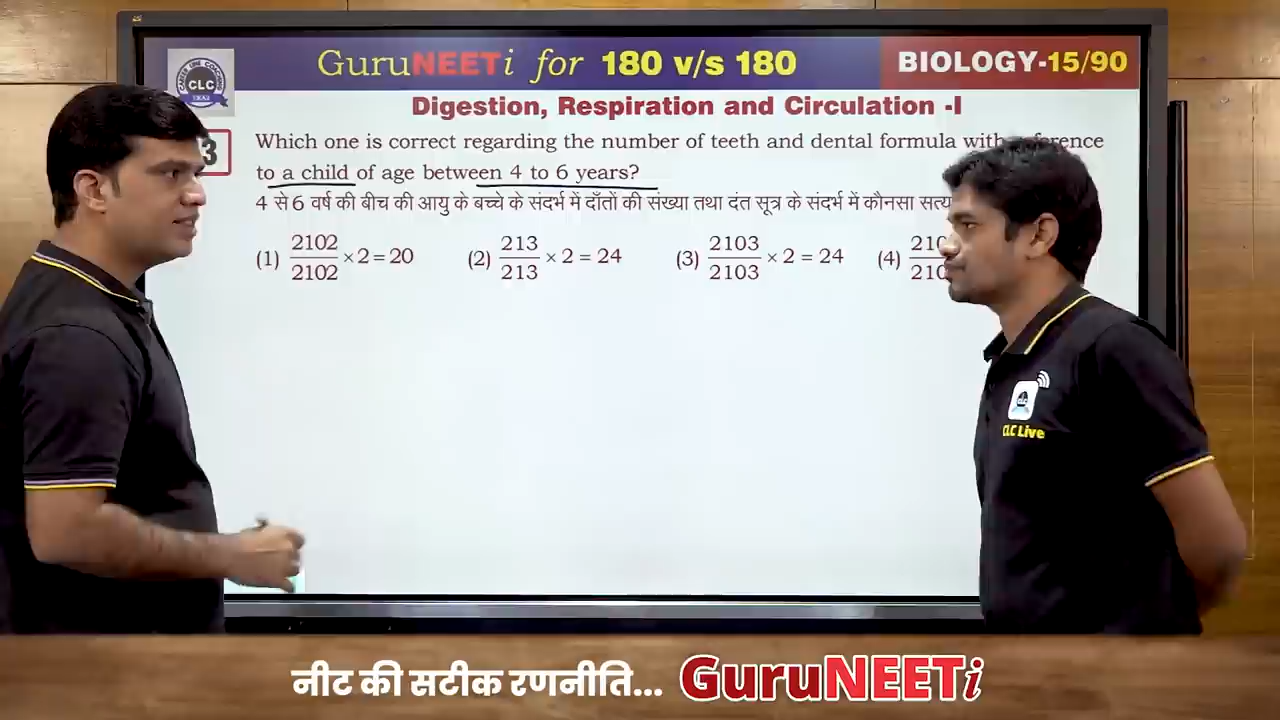 GuruNEETi for 180 v/s 180
BIOLOGY-15/90
CLC
Digestion, Respiration and Circulation -I
3
Which one is correct regarding the number of teeth and dental formula with
to a child of age between 4 to 6 years?
4 से 6 वर्ष की बीच की आयु के बच्चे के संदर्भ में दाँतों की संख्या तथा दंत सूत्र के संदर्भ में कौनसा
(1) 2102/2102 ×2=20 (2) 213/213 × 2 = 24 (3) 2103/2103 × 2 = 24 (4)
CLC Live
नीट की सटीक रणनीति... GuruNEETi